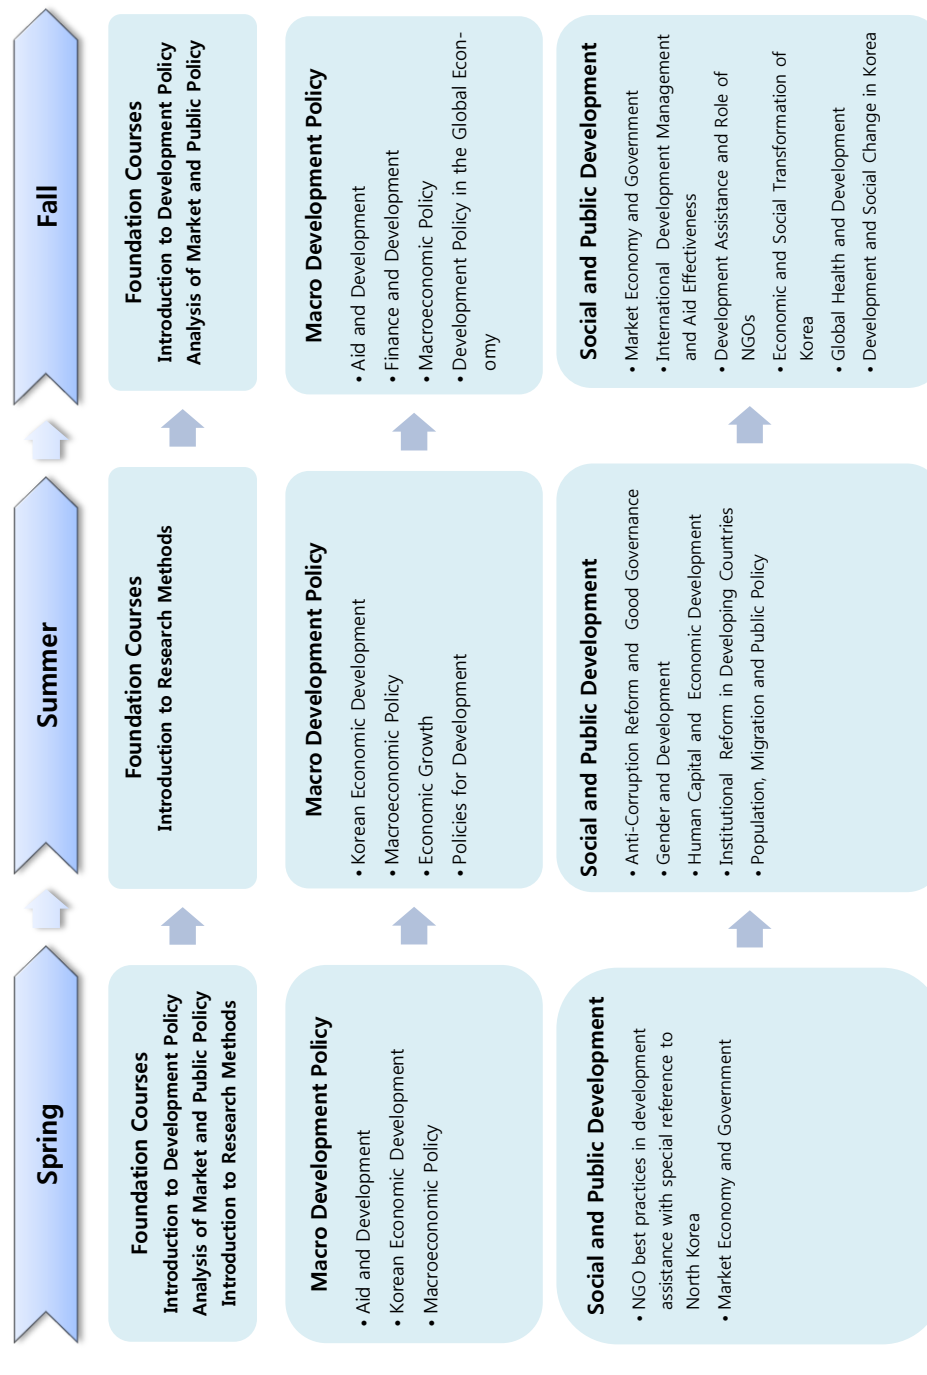 Spring
Summer
Fall
Foundation Courses
Introduction to Development Policy
Analysis of Market and Public Policy
Introduction to Research Methods
Foundation Courses
Introduction to Research Methods
Foundation Courses
Introduction to Development Policy
Analysis of Market and Public Policy
Macro Development Policy
• Aid and Development
• Korean Economic Development
• Macroeconomic Policy
Macro Development Policy
• Korean Economic Development
• Macroeconomic Policy
• Economic Growth
• Policies for Development
Macro Development Policy
• Aid and Development
• Finance and Development
• Macroeconomic Policy
• Development Policy in the Global Econ-
omy
Social and Public Development
• NGO best practices in development
assistance with special reference to
North Korea
• Market Economy and Government
Social and Public Development
• Anti-Corruption Reform and Good Governance
• Gender and Development
• Human Capital and Economic Development
• Institutional Reform in Developing Countries
• Population, Migration and Public Policy
Social and Public Development
• Market Economy and Government
• International Development Management
and Aid Effectiveness
• Development Assistance and Role of
NGOs
• Economic and Social Transformation of
Korea
• Global Health and Development
• Development and Social Change in Korea